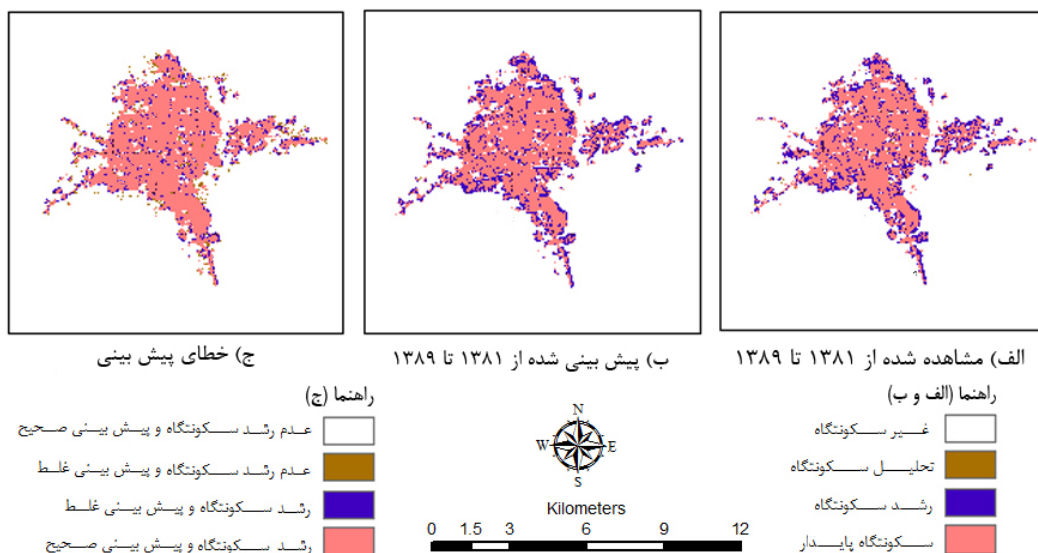 الف) مشاهده شده از ۱۳۸۱ تا ۱۳۸۹
ب) پیش بینی شده از ۱۳۸۱ تا ۱۳۸۹
ج) خطای پیش بینی
راهنما (الف و ب)
غیر سکونتگاه
تحلیل سکونتگاه
رشد سکونتگاه
سکونتگاه پایدار
N
W E
S
Kilometers
0 1.5 3 6 9 12
راهنما (ج)
عدم رشد سکونتگاه و پیش بینی صحیح
عدم رشد سکونتگاه و پیش بینی غلط
رشد سکونتگاه و پیش بینی غلط
رشد سکونتگاه و پیش بینی صحیح